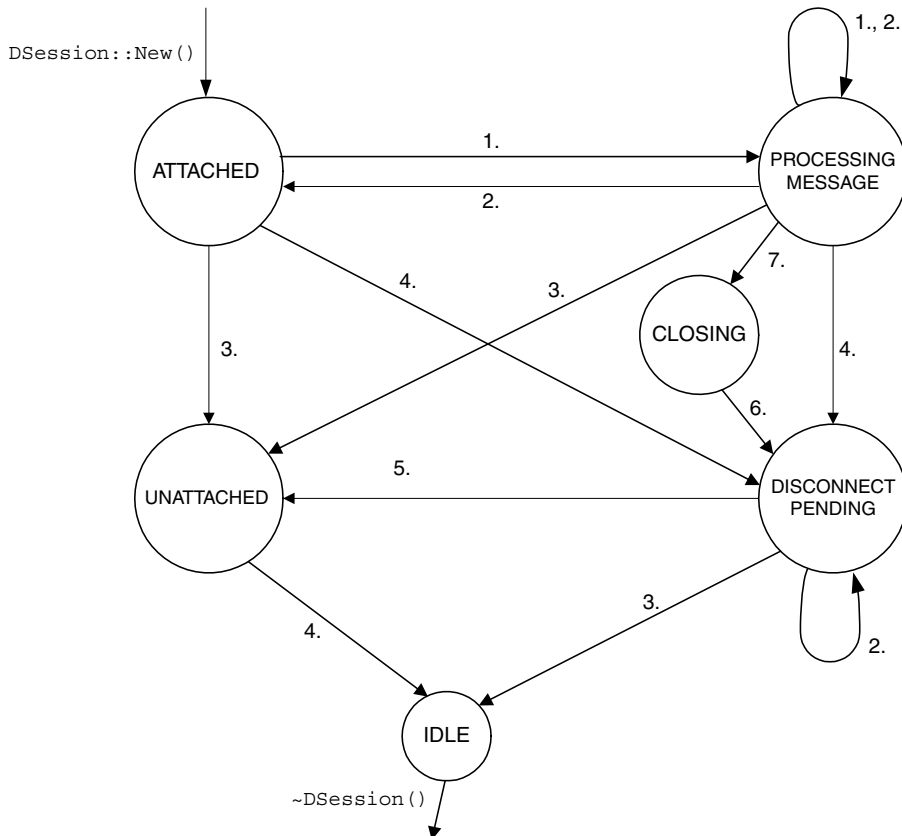 1., 2.
DSession::New()
ATTACHED
1.
PROCESSING
MESSAGE
2.
7.
4.
3.
CLOSING
3.
4.
6.
5.
UNATTACHED
DISCONNECT
PENDING
3.
4.
2.
IDLE
~DSession()